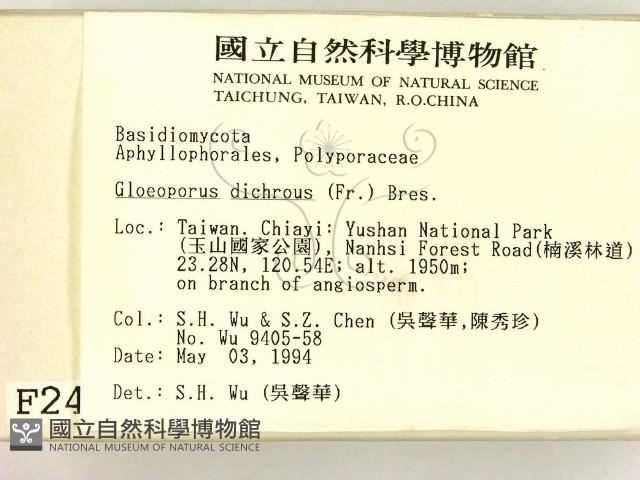 國立自然科學博物館
NATIONAL MUSEUM OF NATURAL SCIENCE
TAICHUNG, TAIWAN, R.O.CHINA
Basidiomycota
Aphyllophorales, Polyporaceae
Gloeoporus dichrous (Fr.) Bres.
Loc.: Taiwan. Chiayi: Yushan National Park
(玉山國家公園), Nanhsi Forest Road(楠溪林道)
23.28N, 120.54E; alt. 1950m;
on branch of angiosperm.
Col.: S.H. Wu & S.Z. Chen (吳聲華,陳秀珍)
No. Wu 9405-58
Date: May 03, 1994
Det.: S.H. Wu (吳聲華)
F24
國立自然科學博物館
NATIONAL MUSEUM OF NATURAL SCIENCE